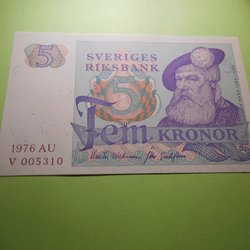 5
SVERIGES
RIKSBANK
5
Fem KRONOR
1976 AU
V 005310